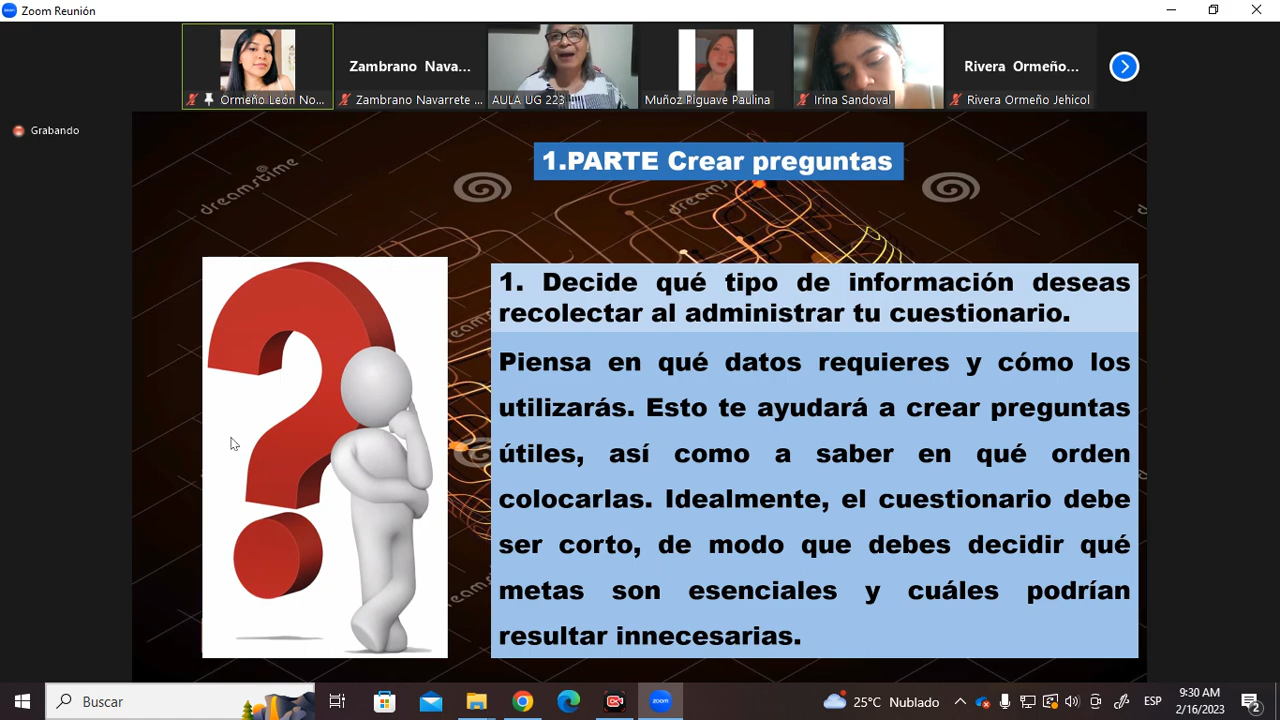 Zoom Reunión
Zambrano Nava...
Rivera Ormeño...
Ormeño León No...
Zambrano Navarrete ...
AULA UG 223
Muñoz Piguave Paulina
Irina Sandoval
Rivera Ormeño Jehicol
Grabando
1.PARTE Crear preguntas
dreamstime
dreamstime
1. Decide qué tipo de información deseas
recolectar al administrar tu cuestionario.
Piensa en qué datos requieres y cómo los
utilizarás. Esto te ayudará a crear preguntas
útiles, así como a saber en qué orden
colocarlas. Idealmente, el cuestionario debe
ser corto, de modo que debes decidir qué
metas son esenciales y cuáles podrían
resultar innecesarias.
Buscar
25°C Nublado
ESP
9:30 AM
2/16/2023
2